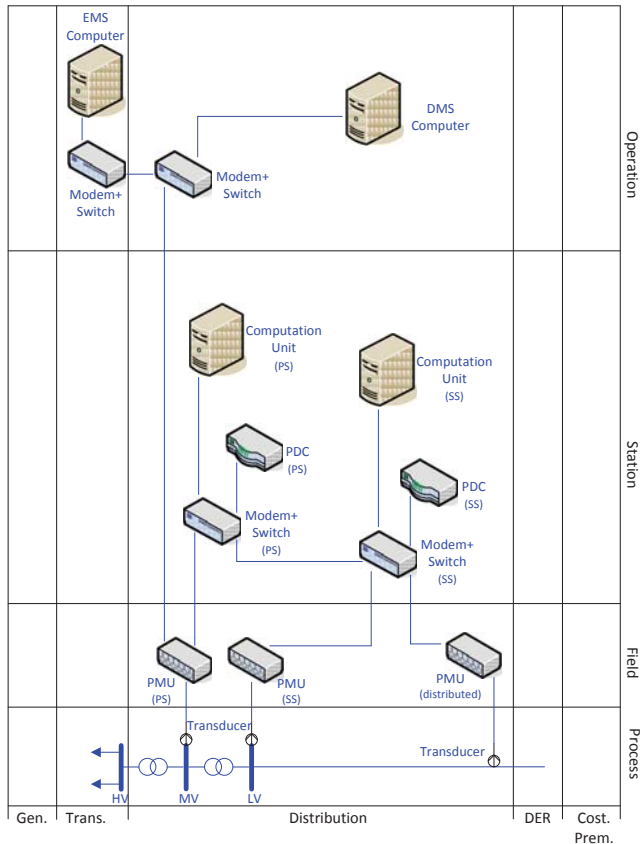 EMS
Computer
DMS
Computer
Modem+
Switch
Modem+
Switch
Operation
Computation
Unit
(PS)
Computation
Unit
(SS)
PDC
(PS)
PDC
(SS)
Modem+
Switch
(PS)
Modem+
Switch
(SS)
Station
PMU
(PS)
PMU
(SS)
PMU
(distributed)
Field
Transducer
Transducer
HV
MV
LV
Process
Gen.
Trans.
Distribution
DER
Cost.
Prem.